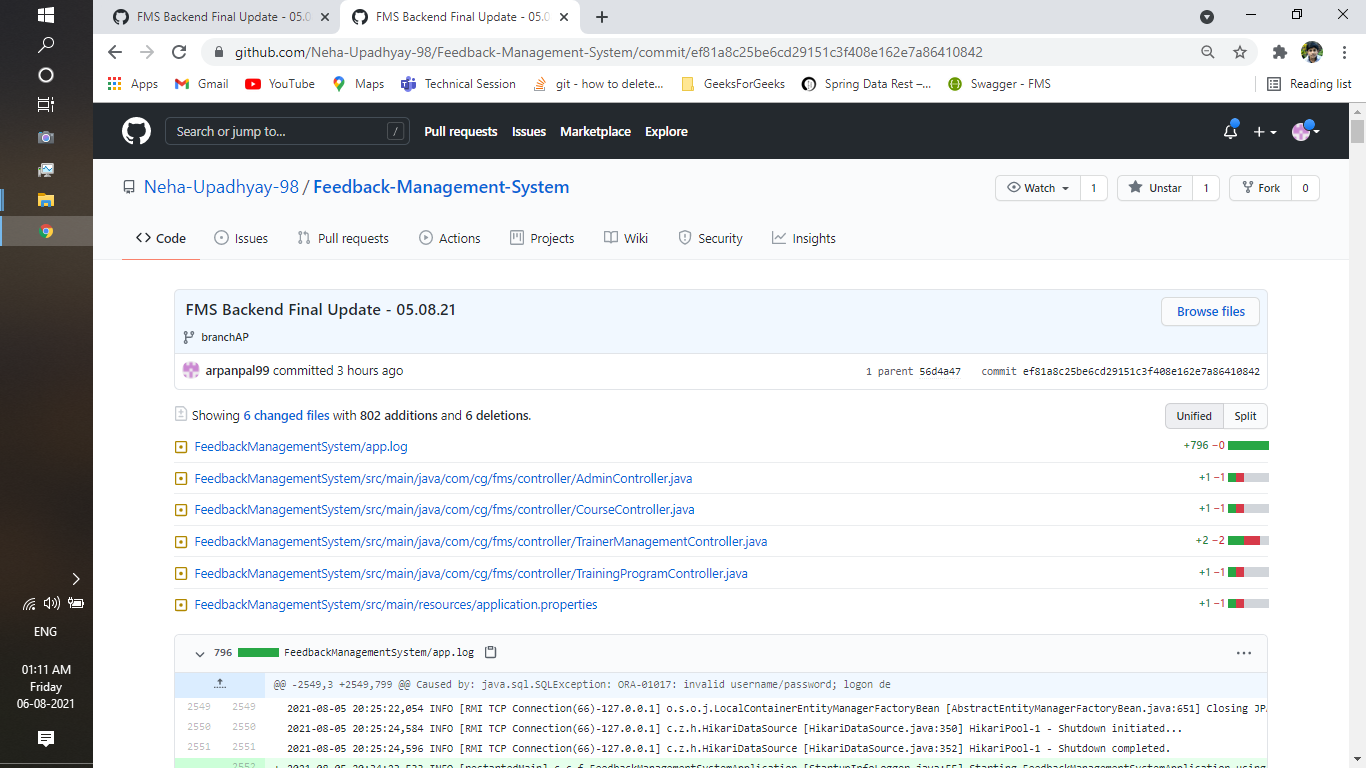 FMS Backend Final Update - 05.0
FMS Backend Final Update - 05.0
github.com/Neha-Upadhyay-98/Feedback-Management-System/commit/ef81a8c25be6cd29151c3f408e162e7a86410842
Apps Gmail YouTube Maps Technical Session git - how to delete... GeeksForGeeks Spring Data Rest –... Swagger - FMS Reading list
Search or jump to... / Pull requests Issues Marketplace Explore
Neha-Upadhyay-98 / Feedback-Management-System Watch 1 Unstar 1 Fork 0
Code Issues Pull requests Actions Projects Wiki Security Insights
FMS Backend Final Update - 05.08.21 Browse files
branchAP
arpanpal99 committed 3 hours ago 1 parent 56d4a47 commit ef81a8c25be6cd29151c3f408e162e7a86410842
Showing 6 changed files with 802 additions and 6 deletions. Unified Split
FeedbackManagementSystem/app.log +796 −0
FeedbackManagementSystem/src/main/java/com/cg/fms/controller/AdminController.java +1 −1
FeedbackManagementSystem/src/main/java/com/cg/fms/controller/CourseController.java +1 −1
FeedbackManagementSystem/src/main/java/com/cg/fms/controller/TrainerManagementController.java +2 −2
FeedbackManagementSystem/src/main/java/com/cg/fms/controller/TrainingProgramController.java +1 −1
FeedbackManagementSystem/src/main/resources/application.properties +1 −1
796 FeedbackManagementSystem/app.log
@@ -2549,3 +2549,799 @@ Caused by: java.sql.SQLException: ORA-01017: invalid username/password; logon de
2549 2549 2021-08-05 20:25:22,054 INFO [RMI TCP Connection(66)-127.0.0.1] o.s.o.j.LocalContainerEntityManagerFactoryBean [AbstractEntityManagerFactoryBean.java:651] Closing JPA
2550 2550 2021-08-05 20:25:24,584 INFO [RMI TCP Connection(66)-127.0.0.1] c.z.h.HikariDataSource [HikariDataSource.java:350] HikariPool-1 - Shutdown initiated...
2551 2551 2021-08-05 20:25:24,596 INFO [RMI TCP Connection(66)-127.0.0.1] c.z.h.HikariDataSource [HikariDataSource.java:352] HikariPool-1 - Shutdown completed.
ENG
01:11 AM
Friday
06-08-2021